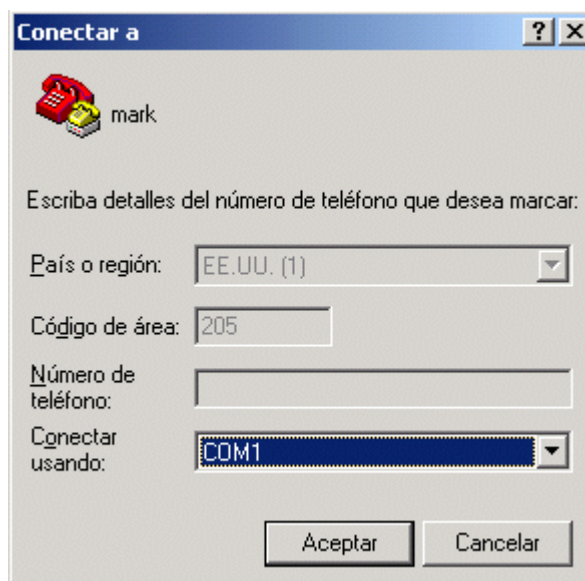 Conectar a
mark
Escriba detalles del número de teléfono que desea marcar:
País o región: EE.UU. (1)
Código de área: 205
Número de
teléfono:
Conectar
usando: COM1
Aceptar Cancelar